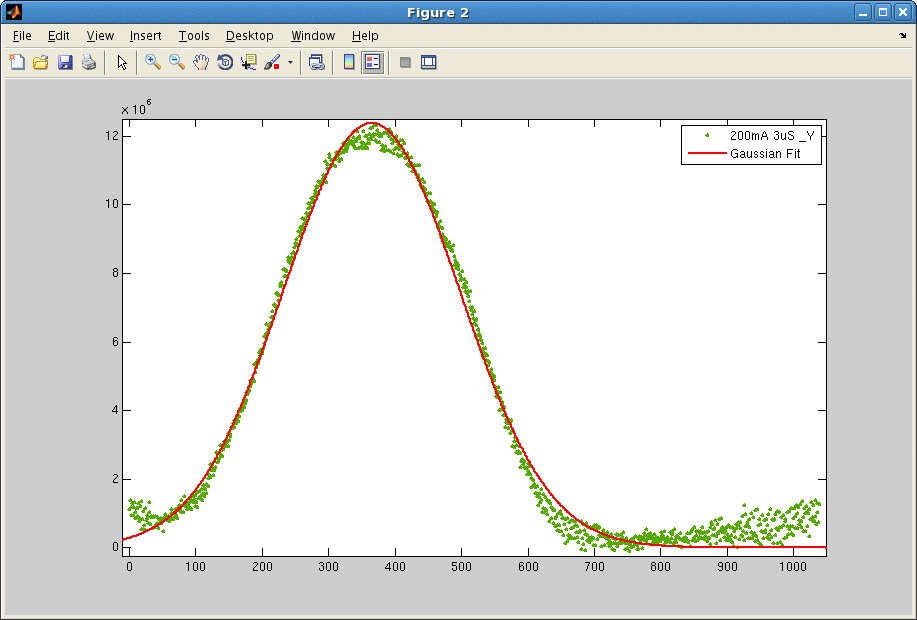 Figure 2
File Edit View Insert Tools Desktop Window Help
× 10^6
12
10
8
6
4
2
0
0 100 200 300 400 500 600 700 800 900 1000
200mA 3uS _Y
Gaussian Fit